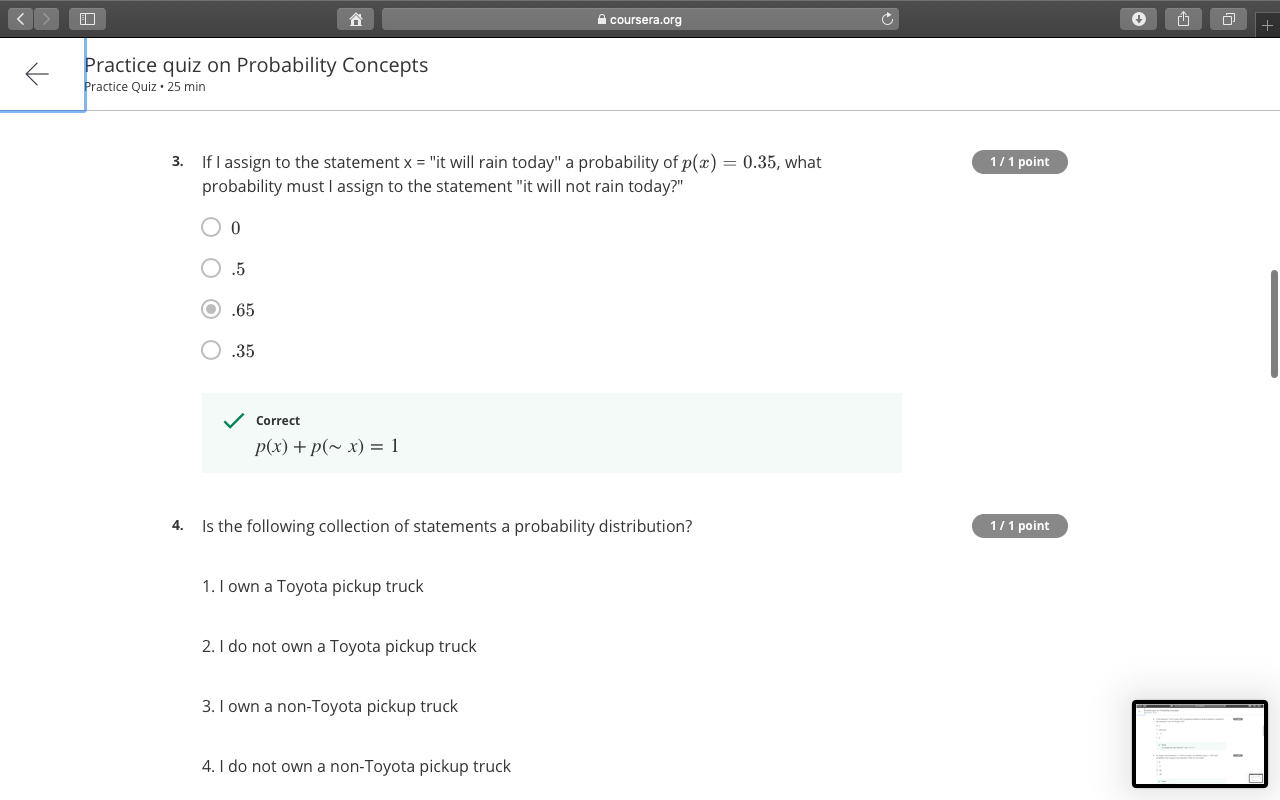 coursera.org
Practice quiz on Probability Concepts
Practice Quiz • 25 min
3. If I assign to the statement x = "it will rain today" a probability of p(x) = 0.35, what
probability must I assign to the statement "it will not rain today?"
1 / 1 point
0
.5
.65
.35
Correct
p(x) + p(∼ x) = 1
4. Is the following collection of statements a probability distribution?
1 / 1 point
1. I own a Toyota pickup truck
2. I do not own a Toyota pickup truck
3. I own a non-Toyota pickup truck
4. I do not own a non-Toyota pickup truck